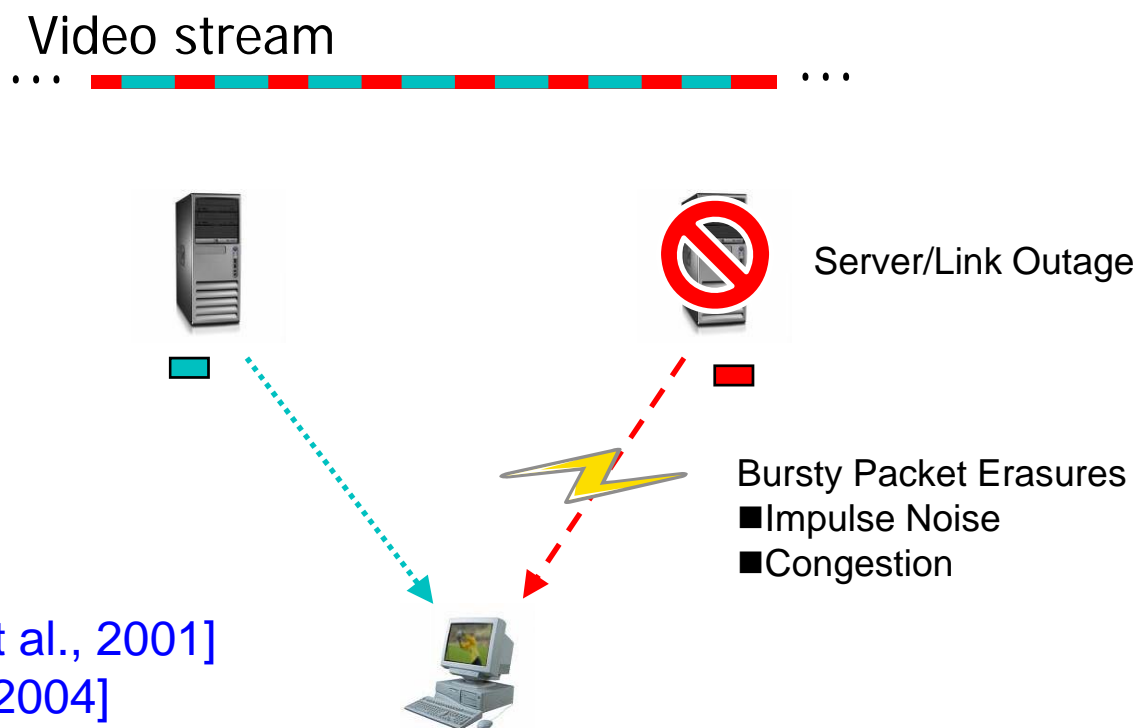 Video stream
... ...
Server/Link Outage
Bursty Packet Erasures
■Impulse Noise
■Congestion
t al., 2001]
2004]